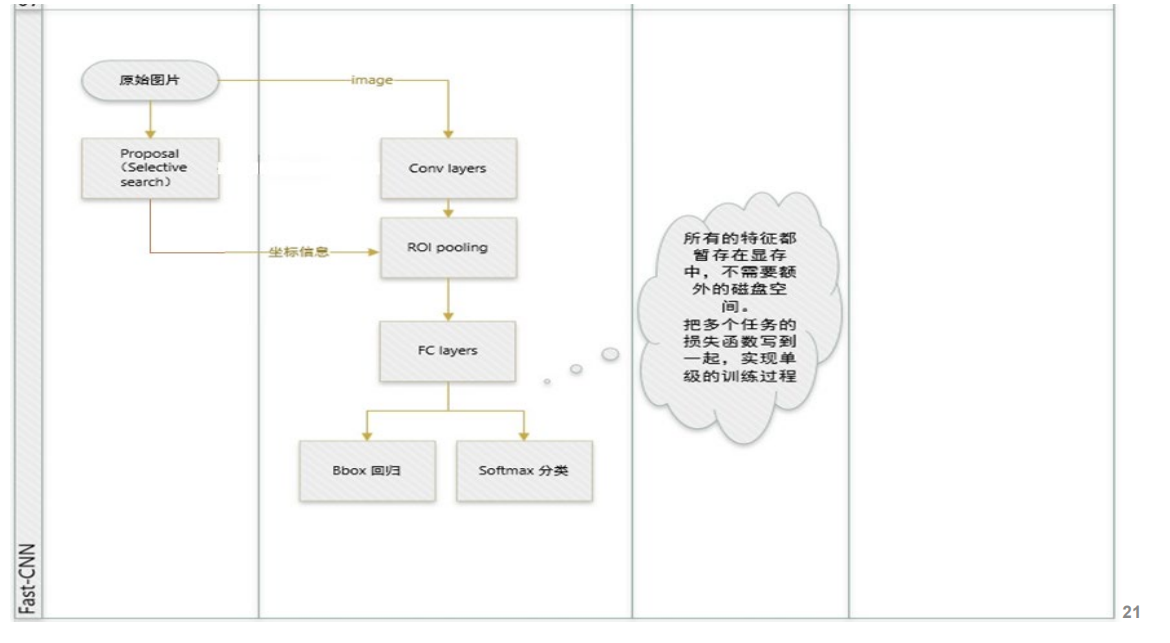 原始图片
image
Proposal
（Selective
search）
Conv layers
坐标信息
ROI pooling
FC layers
Bbox 回归
Softmax 分类
所有的特征都
暂存在显存
中，不需要额
外的磁盘空
间。
把多个任务的
损失函数写到
一起，实现单
级的训练过程
Fast-CNN
21